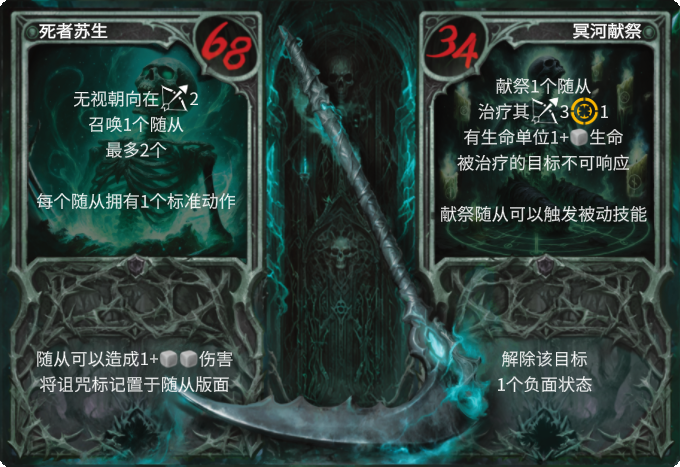 死者苏生
68
无视朝向在2
召唤1个随从
最多2个
每个随从拥有1个标准动作
随从可以造成1+伤害
将诅咒标记置于随从版面
34
冥河献祭
献祭1个随从
治疗其3 1
有生命单位1+生命
被治疗的目标不可响应
献祭随从可以触发被动技能
解除该目标
1个负面状态